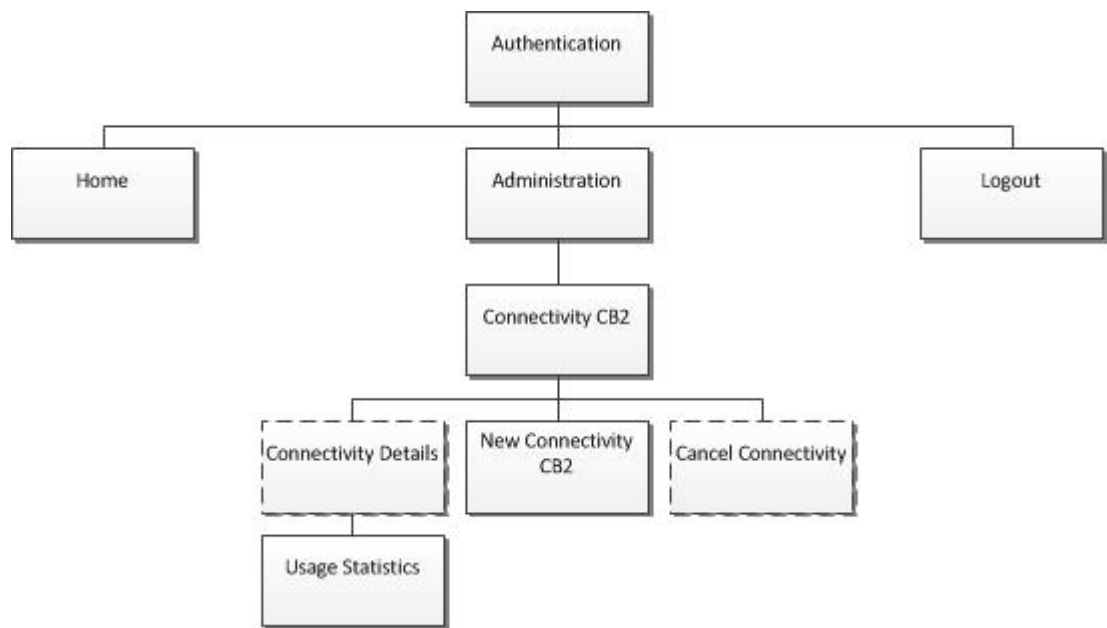 Authentication
Home
Administration
Logout
Connectivity CB2
Connectivity Details
New Connectivity
CB2
Cancel Connectivity
Usage Statistics